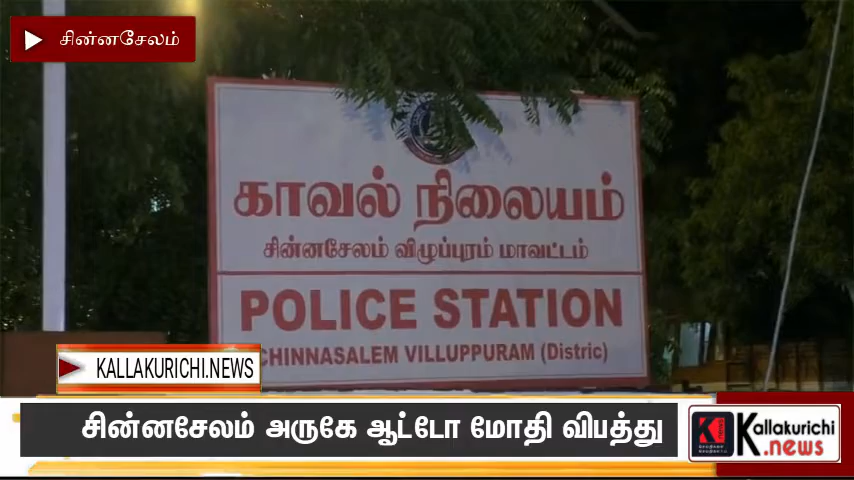 சின்னசேலம்
காவல் நிலையம்
சின்னசேலம் விழுப்புரம் மாவட்டம்
POLICE STATION
CHINNASALEM VILLUPPURAM (Distric)
KALLAKURICHI.NEWS
சின்னசேலம் அருகே ஆட்டோ மோதி விபத்து
Kallakurichi
.news